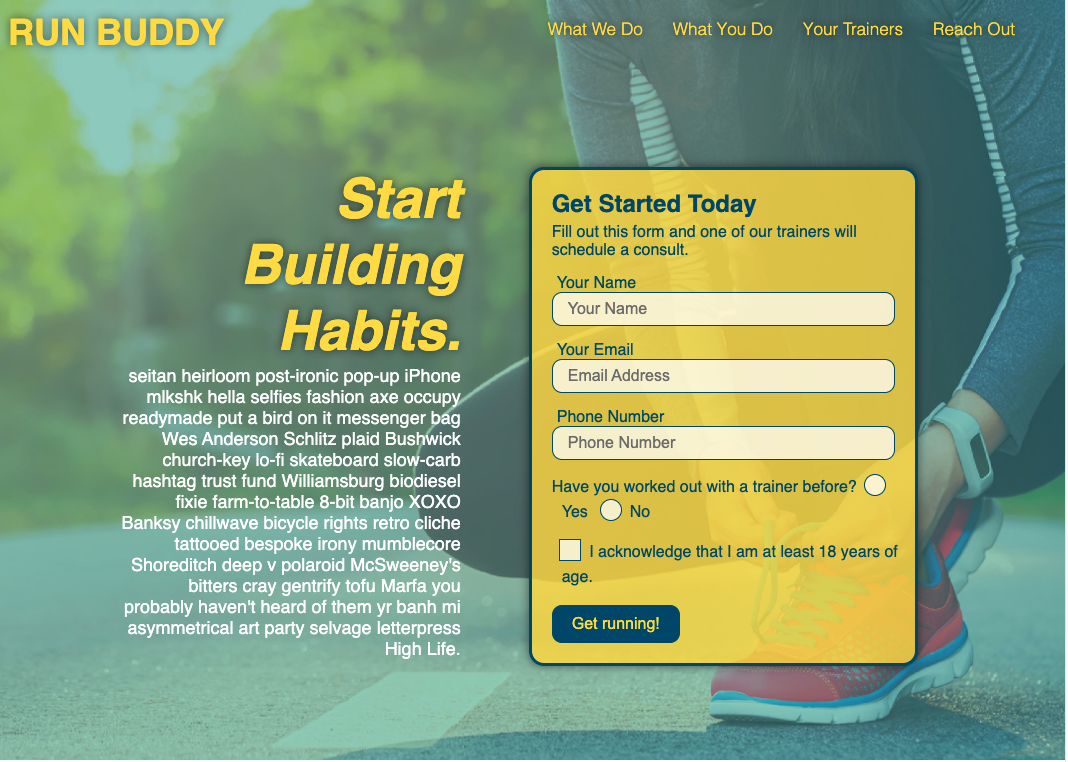 RUN BUDDY
What We Do What You Do Your Trainers Reach Out
Start
Building
Habits.
seitan heirloom post-ironic pop-up iPhone
mlkshk hella selfies fashion axe occupy
readymade put a bird on it messenger bag
Wes Anderson Schlitz plaid Bushwick
church-key lo-fi skateboard slow-carb
hashtag trust fund Williamsburg biodiesel
fixie farm-to-table 8-bit banjo XOXO
Banksy chillwave bicycle rights retro cliche
tattooed bespoke irony mumblecore
Shoreditch deep v polaroid McSweeney's
bitters cray gentrify tofu Marfa you
probably haven't heard of them yr banh mi
asymmetrical art party selvage letterpress
High Life.
Get Started Today
Fill out this form and one of our trainers will
schedule a consult.
Your Name
Your Name
Your Email
Email Address
Phone Number
Phone Number
Have you worked out with a trainer before?
Yes No
I acknowledge that I am at least 18 years of
age.
Get running!